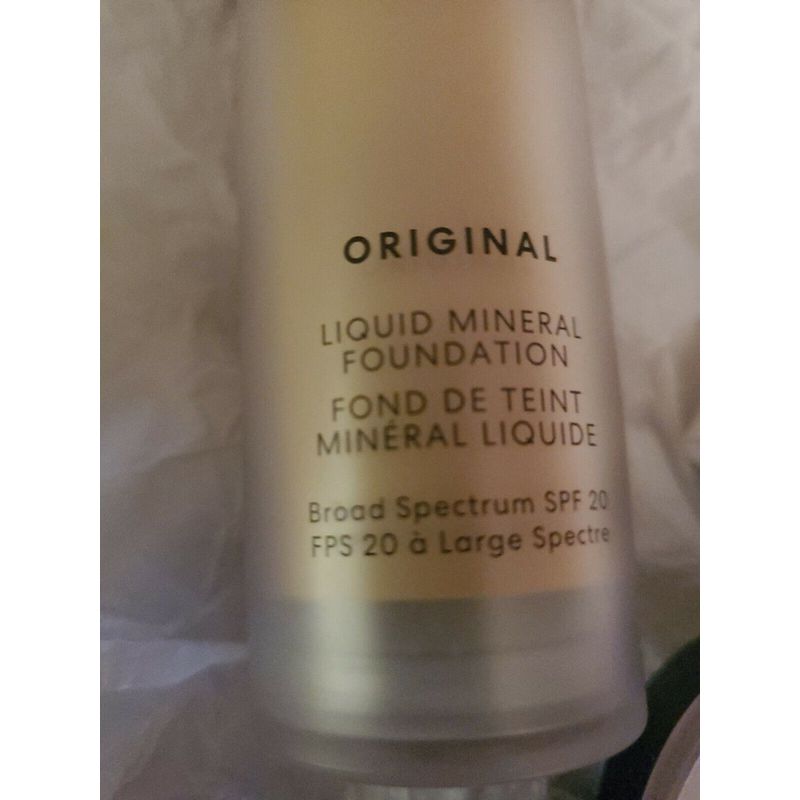 ORIGINAL
LIQUID MINERAL
FOUNDATION
FOND DE TEINT
MINÉRAL LIQUIDE
Broad Spectrum SPF 20
FPS 20 à Large Spectre